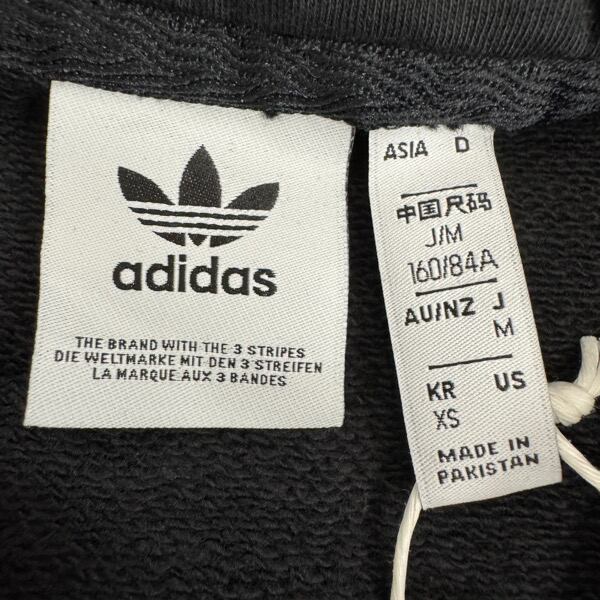 adidas
THE BRAND WITH THE 3 STRIPES
DIE WELTMARKE MIT DEN 3 STREIFEN
LA MARQUE AUX 3 BANDES
ASIA D
中国尺码
J/M
160/84A
AU/NZ J
M
KR US
XS
MADE IN
PAKISTAN